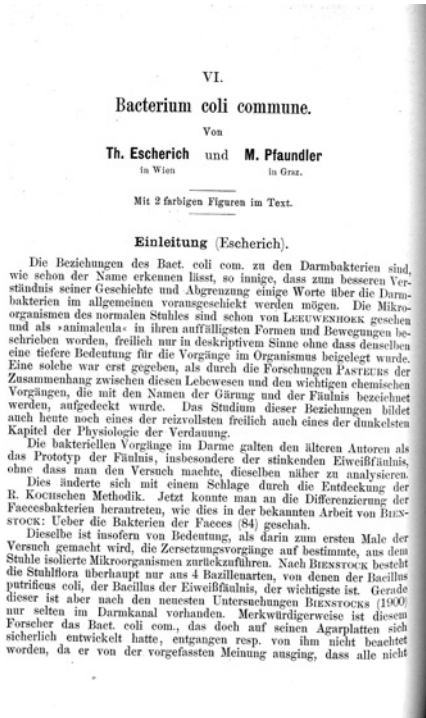 VI.
Bacterium coli commune.
Von
Th. Escherich und M. Pfaundler
in Wien in Graz.
Mit 2 farbigen Figuren im Text.
Einleitung (Escherich).
Die Beziehungen des Bact. coli com. zu den Darmbakterien sind,
wie schon der Name erkennen lässt, so innige, dass zum besseren Ver-
ständnis seiner Geschichte und Abgrenzung einige Worte über die Darm-
bakterien im allgemeinen vorausgeschickt werden mögen. Die Mikro-
organismen des normalen Stuhles sind schon von LEEUWENHOEK gesehen
und als »animalcula« in ihren auffälligsten Formen und Bewegungen be-
schrieben worden, freilich nur in deskriptivem Sinne ohne dass denselben
eine tiefere Bedeutung für die Vorgänge im Organismus beigelegt wurde.
Eine solche war erst gegeben, als durch die Forschungen PASTEURS der
Zusammenhang zwischen diesen Lebewesen und den wichtigen chemischen
Vorgängen, die mit den Namen der Gärung und der Fäulnis bezeichnet
werden, aufgedeckt wurde. Das Studium dieser Beziehungen bildet
auch heute noch eines der reizvollsten freilich auch eines der dunkelsten
Kapitel der Physiologie der Verdauung.
Die bakteriellen Vorgänge im Darme galten den älteren Autoren als
das Prototyp der Fäulnis, insbesondere der stinkenden Eiweißfäulnis,
ohne dass man den Versuch machte, dieselben näher zu analysieren.
Dies änderte sich mit einem Schlage durch die Entdeckung der
R. KOCHschen Methodik. Jetzt konnte man an die Differenzierung der
Faecesbakterien herantreten, wie dies in der bekannten Arbeit von BIEN-
STOCK: Ueber die Bakterien der Faeces (84) geschah.
Dieselbe ist insofern von Bedeutung, als darin zum ersten Male der
Versuch gemacht wird, die Zersetzungsvorgänge auf bestimmte, aus dem
Stuhle isolierte Mikroorganismen zurückzuführen. Nach BIENSTOCK besteht
die Stuhlflora überhaupt nur aus 4 Bazillenarten, von denen der Bacillus
putrificus coli, der Bacillus der Eiweißfäulnis, der wichtigste ist. Gerade
dieser ist aber nach den neuesten Untersuchungen BIENSTOCKS (1900)
nur selten im Darmkanal vorhanden. Merkwürdigerweise ist diesem
Forscher das Bact. coli com., das doch auf seinen Agarplatten sich
sicherlich entwickelt hatte, entgangen resp. von ihm nicht beachtet
worden, da er von der vorgefassten Meinung ausging, dass alle nicht